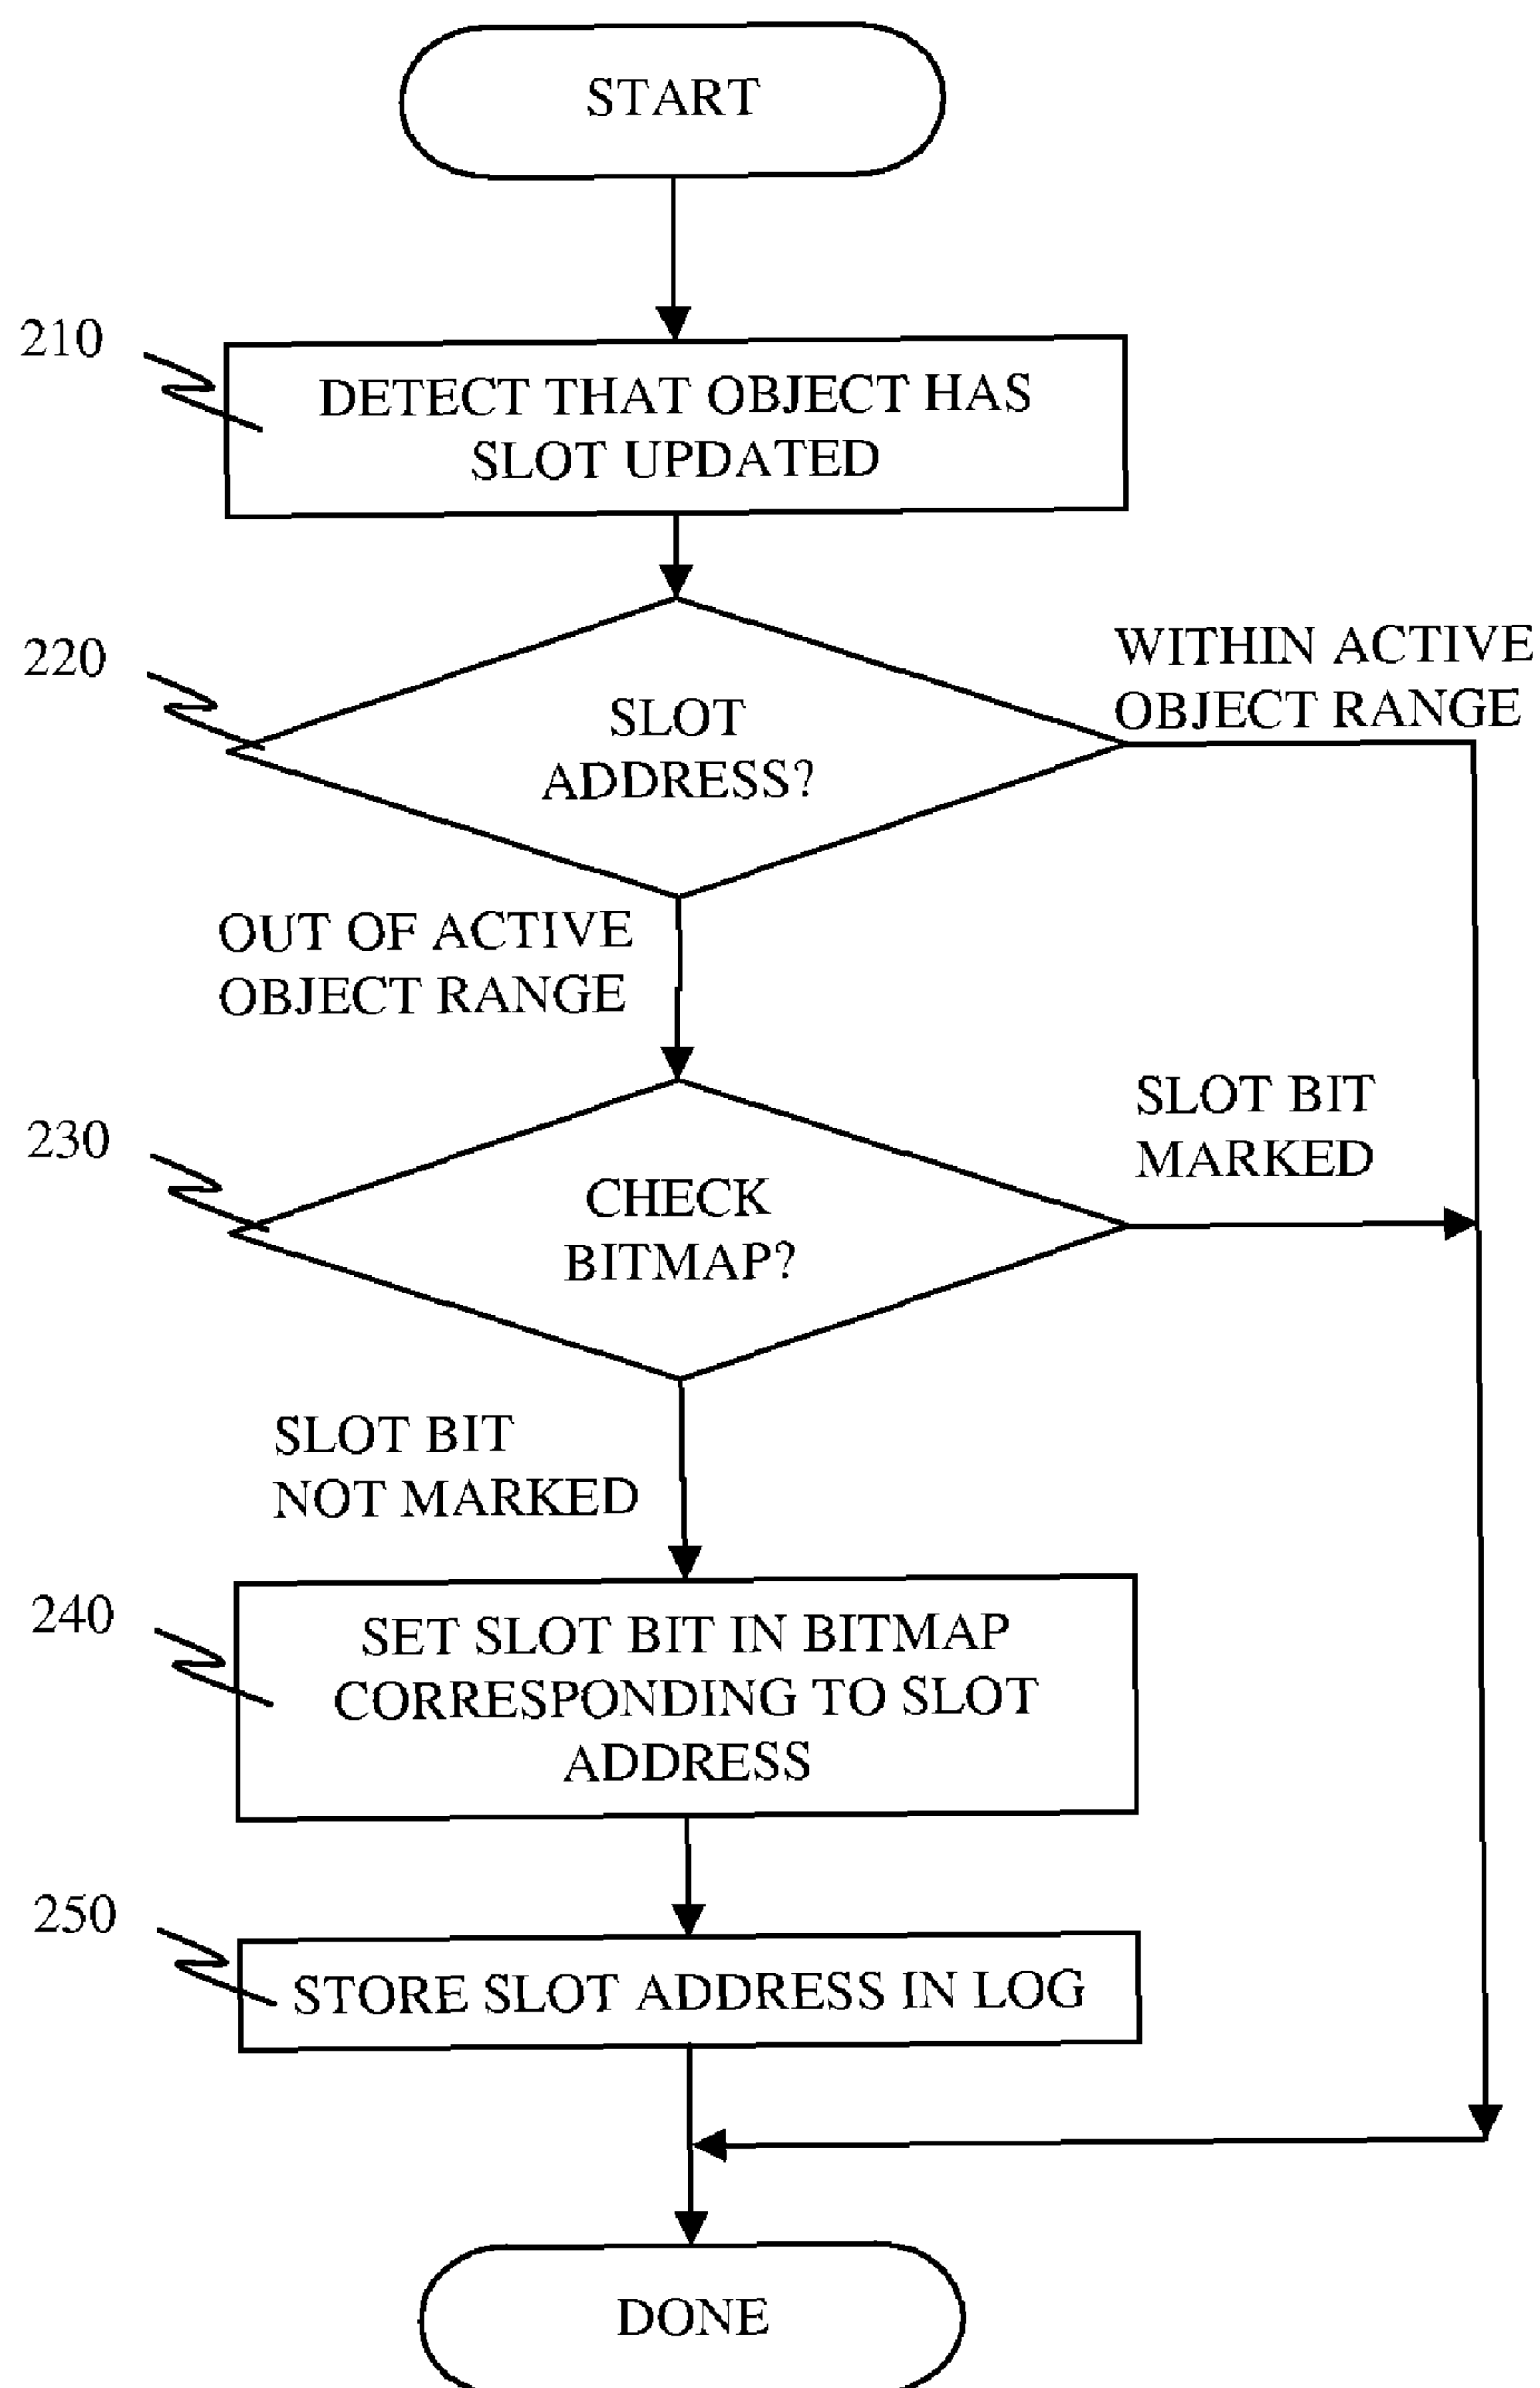 START
210
DETECT THAT OBJECT HAS
SLOT UPDATED
220
SLOT
ADDRESS?
WITHIN ACTIVE
OBJECT RANGE
OUT OF ACTIVE
OBJECT RANGE
230
CHECK
BITMAP?
SLOT BIT
MARKED
SLOT BIT
NOT MARKED
240
SET SLOT BIT IN BITMAP
CORRESPONDING TO SLOT
ADDRESS
250
STORE SLOT ADDRESS IN LOG
DONE